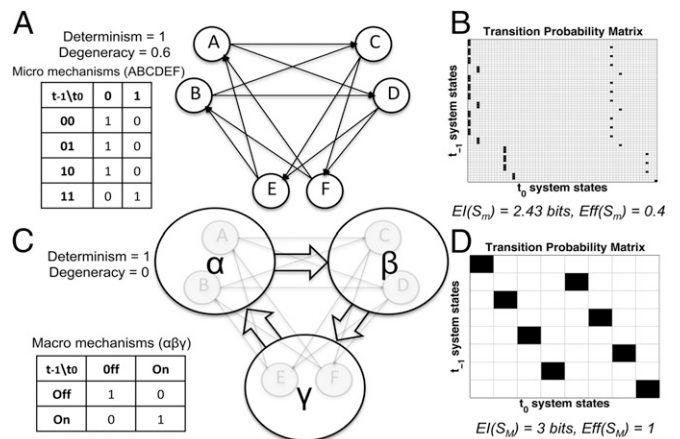 A
Determinism = 1
Degeneracy = 0.6
Micro mechanisms (ABCDEF)
t-1\t0 0 1
00 1 0
01 1 0
10 1 0
11 0 1
A
C
B
D
E
F
B
Transition Probability Matrix
t₋₁ system states
t₀ system states
EI(Sₘ) = 2.43 bits, Eff(Sₘ) = 0.4
C
Determinism = 1
Degeneracy = 0
Macro mechanisms (αβγ)
t-1\t0 Off On
Off 1 0
On 0 1
A
α
B
C
β
D
E
γ
F
D
Transition Probability Matrix
t₋₁ system states
t₀ system states
EI(S_M) = 3 bits, Eff(S_M) = 1